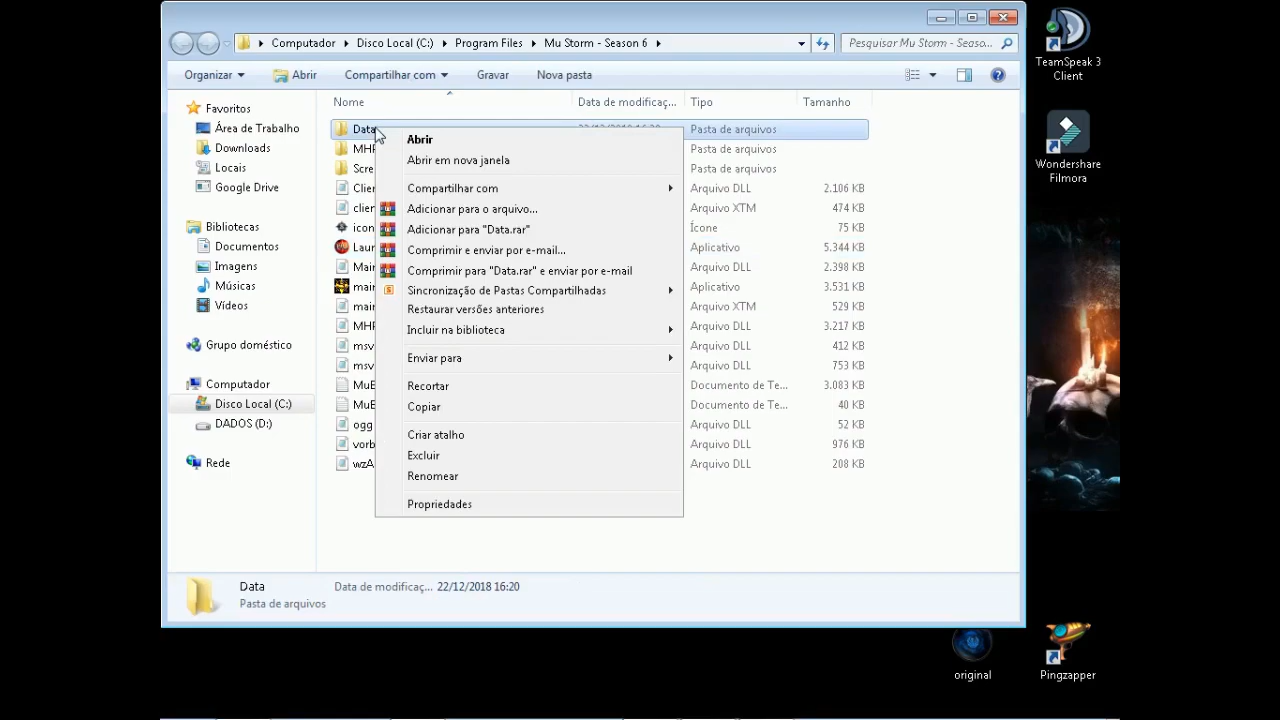 Computador
Disco Local (C:)
Program Files
Mu Storm - Season 6
Pesquisar Mu Storm - Seaso...
Organizar
Abrir
Compartilhar com
Gravar
Nova pasta
Nome
Data de modificaç...
Tipo
Tamanho
Favoritos
Área de Trabalho
Downloads
Locais
Google Drive
Bibliotecas
Documentos
Imagens
Músicas
Vídeos
Grupo doméstico
Computador
Disco Local (C:)
DADOS (D:)
Rede
Data
Pasta de arquivos
Pasta de arquivos
Scre
Pasta de arquivos
Clien
Arquivo DLL
2.106 KB
clien
Arquivo XTM
474 KB
icon
Ícone
75 KB
Laun
Aplicativo
5.344 KB
Main
Arquivo DLL
2.398 KB
main
Aplicativo
3.531 KB
main
Arquivo XTM
529 KB
Arquivo DLL
3.217 KB
msv
Arquivo DLL
412 KB
msv
Arquivo DLL
753 KB
MuE
Documento de Te...
3.083 KB
MuE
Documento de Te...
40 KB
ogg
Arquivo DLL
52 KB
vorb
Arquivo DLL
976 KB
wzA
Arquivo DLL
208 KB
Abrir
Abrir em nova janela
Compartilhar com
Adicionar para o arquivo...
Adicionar para "Data.rar"
Comprimir e enviar por e-mail...
Comprimir para "Data.rar" e enviar por e-mail
Sincronização de Pastas Compartilhadas
Restaurar versões anteriores
Incluir na biblioteca
Enviar para
Recortar
Copiar
Criar atalho
Excluir
Renomear
Propriedades
Data
Data de modificaç... 22/12/2018 16:20
Pasta de arquivos
TeamSpeak 3
Client
Wondershare
Filmora
original
Pingzapper